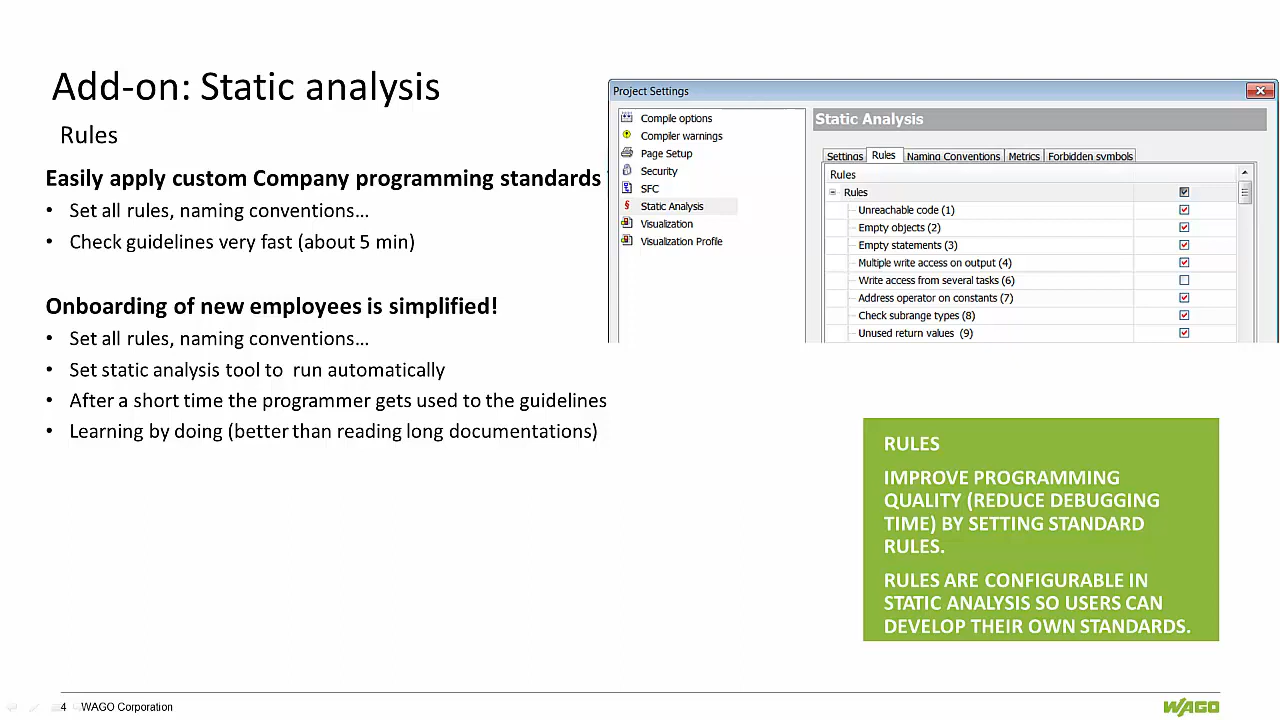 Add-on: Static analysis
Rules
Easily apply custom Company programming standards
• Set all rules, naming conventions…
• Check guidelines very fast (about 5 min)
Onboarding of new employees is simplified!
• Set all rules, naming conventions…
• Set static analysis tool to run automatically
• After a short time the programmer gets used to the guidelines
• Learning by doing (better than reading long documentations)
Project Settings
Compile options
Compiler warnings
Page Setup
Security
SFC
Static Analysis
Visualization
Visualization Profile
Static Analysis
Settings Rules Naming Conventions Metrics Forbidden symbols
Rules
Rules
Unreachable code (1)
Empty objects (2)
Empty statements (3)
Multiple write access on output (4)
Write access from several tasks (6)
Address operator on constants (7)
Check subrange types (8)
Unused return values (9)
RULES
IMPROVE PROGRAMMING
QUALITY (REDUCE DEBUGGING
TIME) BY SETTING STANDARD
RULES.
RULES ARE CONFIGURABLE IN
STATIC ANALYSIS SO USERS CAN
DEVELOP THEIR OWN STANDARDS.
4 WAGO Corporation
WAGO